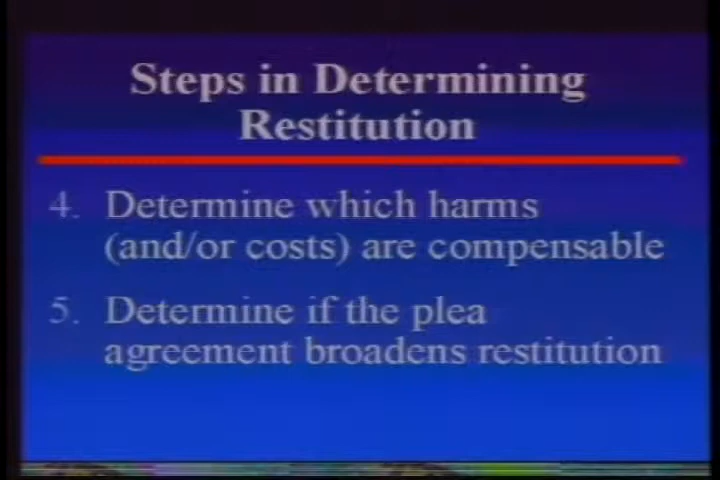 Steps in Determining
Restitution
4. Determine which harms
(and/or costs) are compensable
5. Determine if the plea
agreement broadens restitution